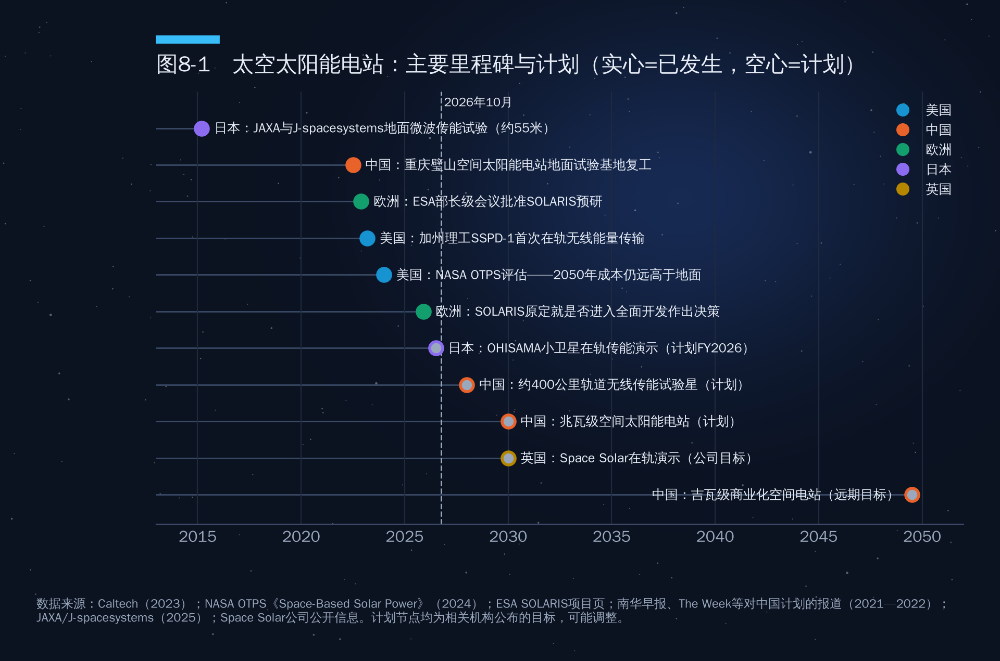 图8-1　太空太阳能电站：主要里程碑与计划（实心=已发生，空心=计划）
2026年10月
美国
中国
欧洲
日本
英国
日本：JAXA与J-spacesystems地面微波传能试验（约55米）
中国：重庆璧山空间太阳能电站地面试验基地复工
欧洲：ESA部长级会议批准SOLARIS预研
美国：加州理工SSPD-1首次在轨无线能量传输
美国：NASA OTPS评估——2050年成本仍远高于地面
欧洲：SOLARIS原定就是否进入全面开发作出决策
日本：OHISAMA小卫星在轨传能演示（计划FY2026）
中国：约400公里轨道无线传能试验星（计划）
中国：兆瓦级空间太阳能电站（计划）
英国：Space Solar在轨演示（公司目标）
中国：吉瓦级商业化空间电站（远期目标）
2015 2020 2025 2030 2035 2040 2045 2050
数据来源：Caltech（2023）；NASA OTPS《Space-Based Solar Power》（2024）；ESA SOLARIS项目页；南华早报、The Week等对中国计划的报道（2021—2022）；
JAXA/J-spacesystems（2025）；Space Solar公司公开信息。计划节点均为相关机构公布的目标，可能调整。